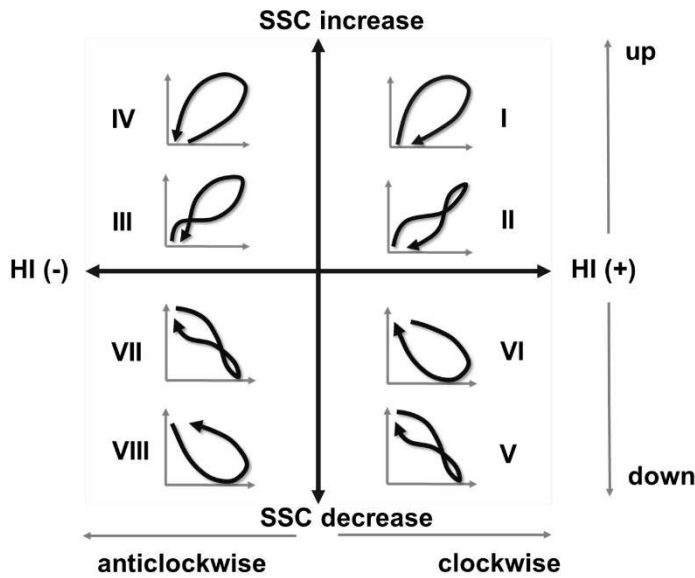 SSC increase
up
IV
I
III
II
HI (-)
HI (+)
VII
VI
VIII
V
down
SSC decrease
anticlockwise
clockwise